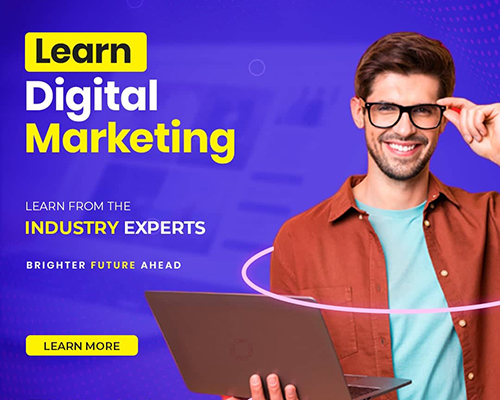 Learn
Digital
Marketing
LEARN FROM THE
INDUSTRY EXPERTS
BRIGHTER FUTURE AHEAD
LEARN MORE